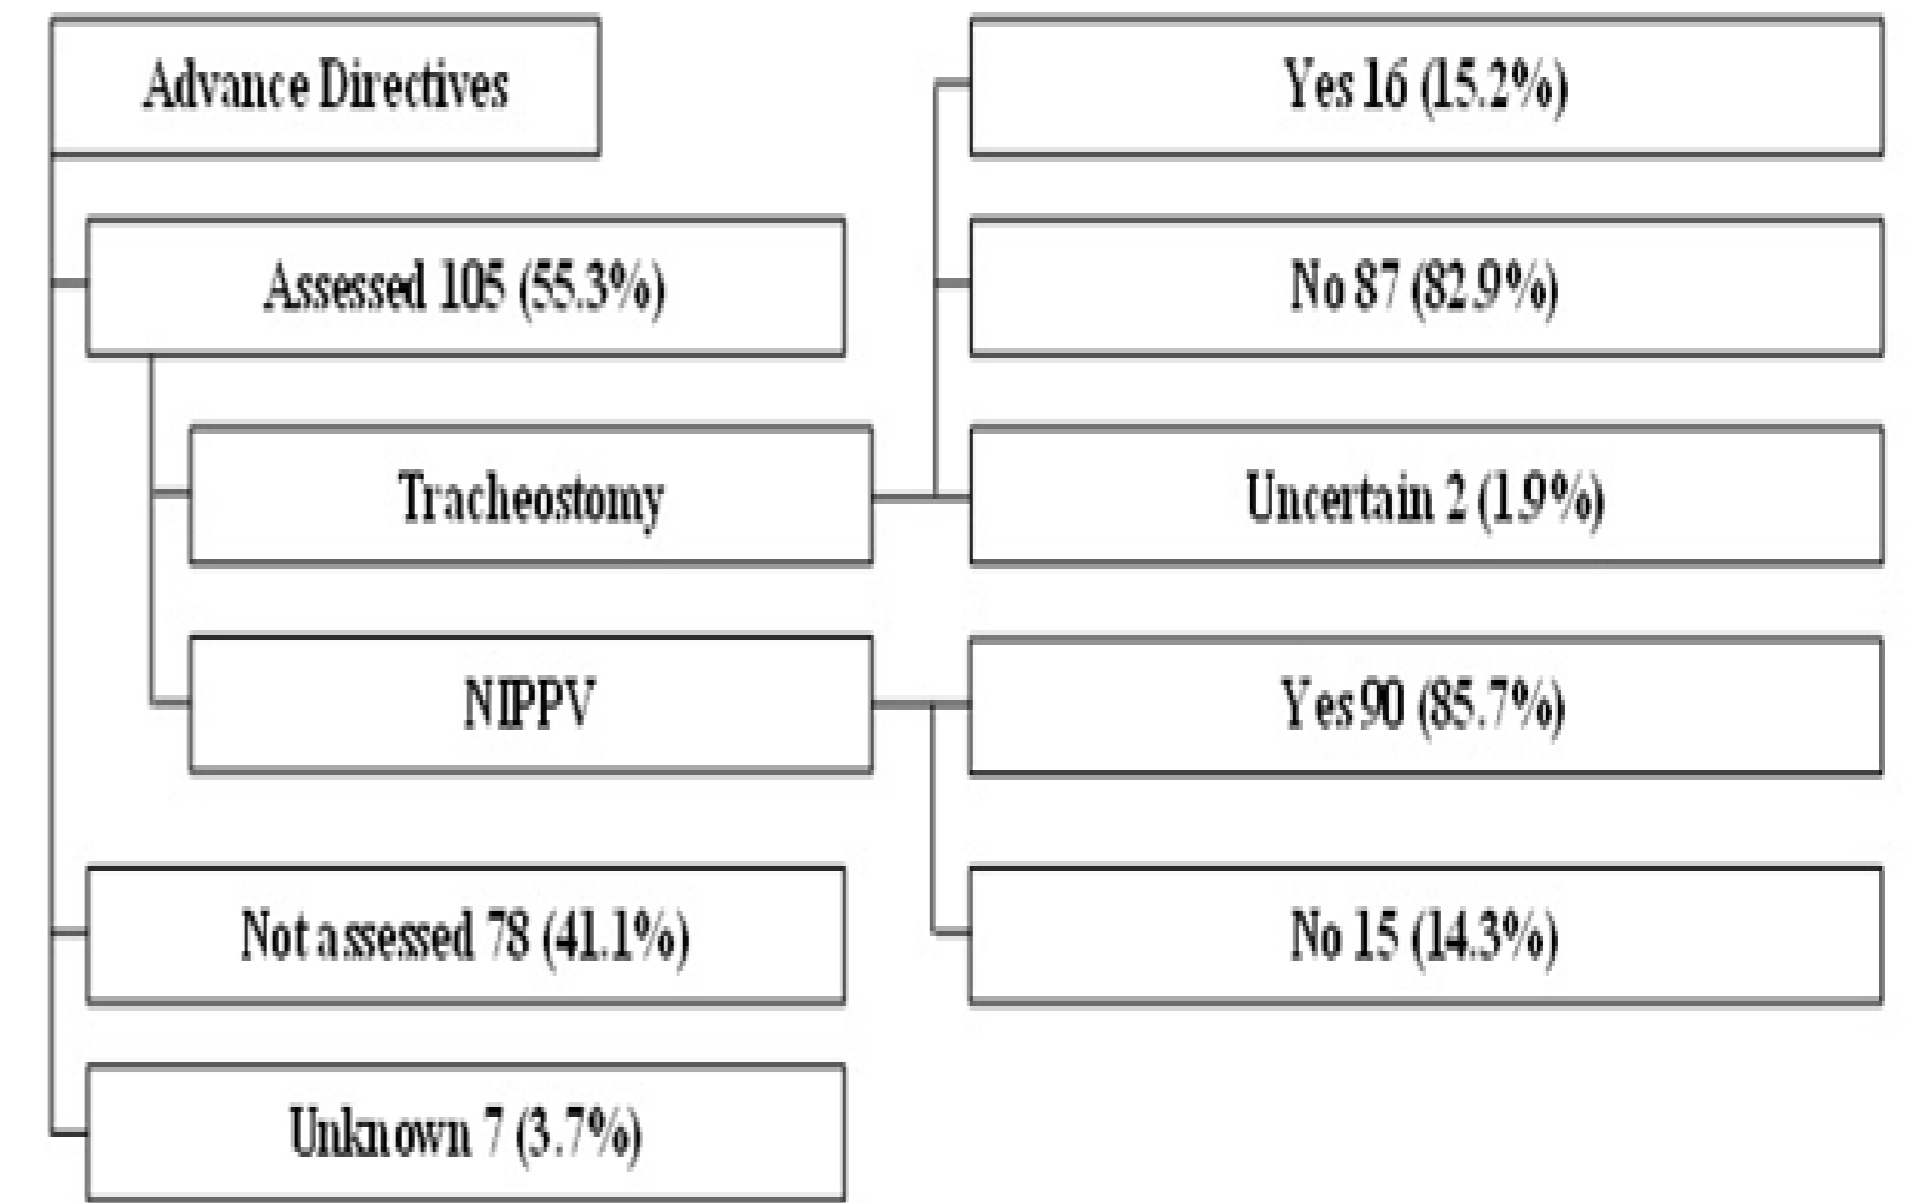 Advance Directives
Assessed 105 (55.3%)
Tracheostomy
Yes 16 (15.2%)
No 87 (82.9%)
Uncertain 2 (1.9%)
NIPPV
Yes 90 (85.7%)
No 15 (14.3%)
Not assessed 78 (41.1%)
Unknown 7 (3.7%)